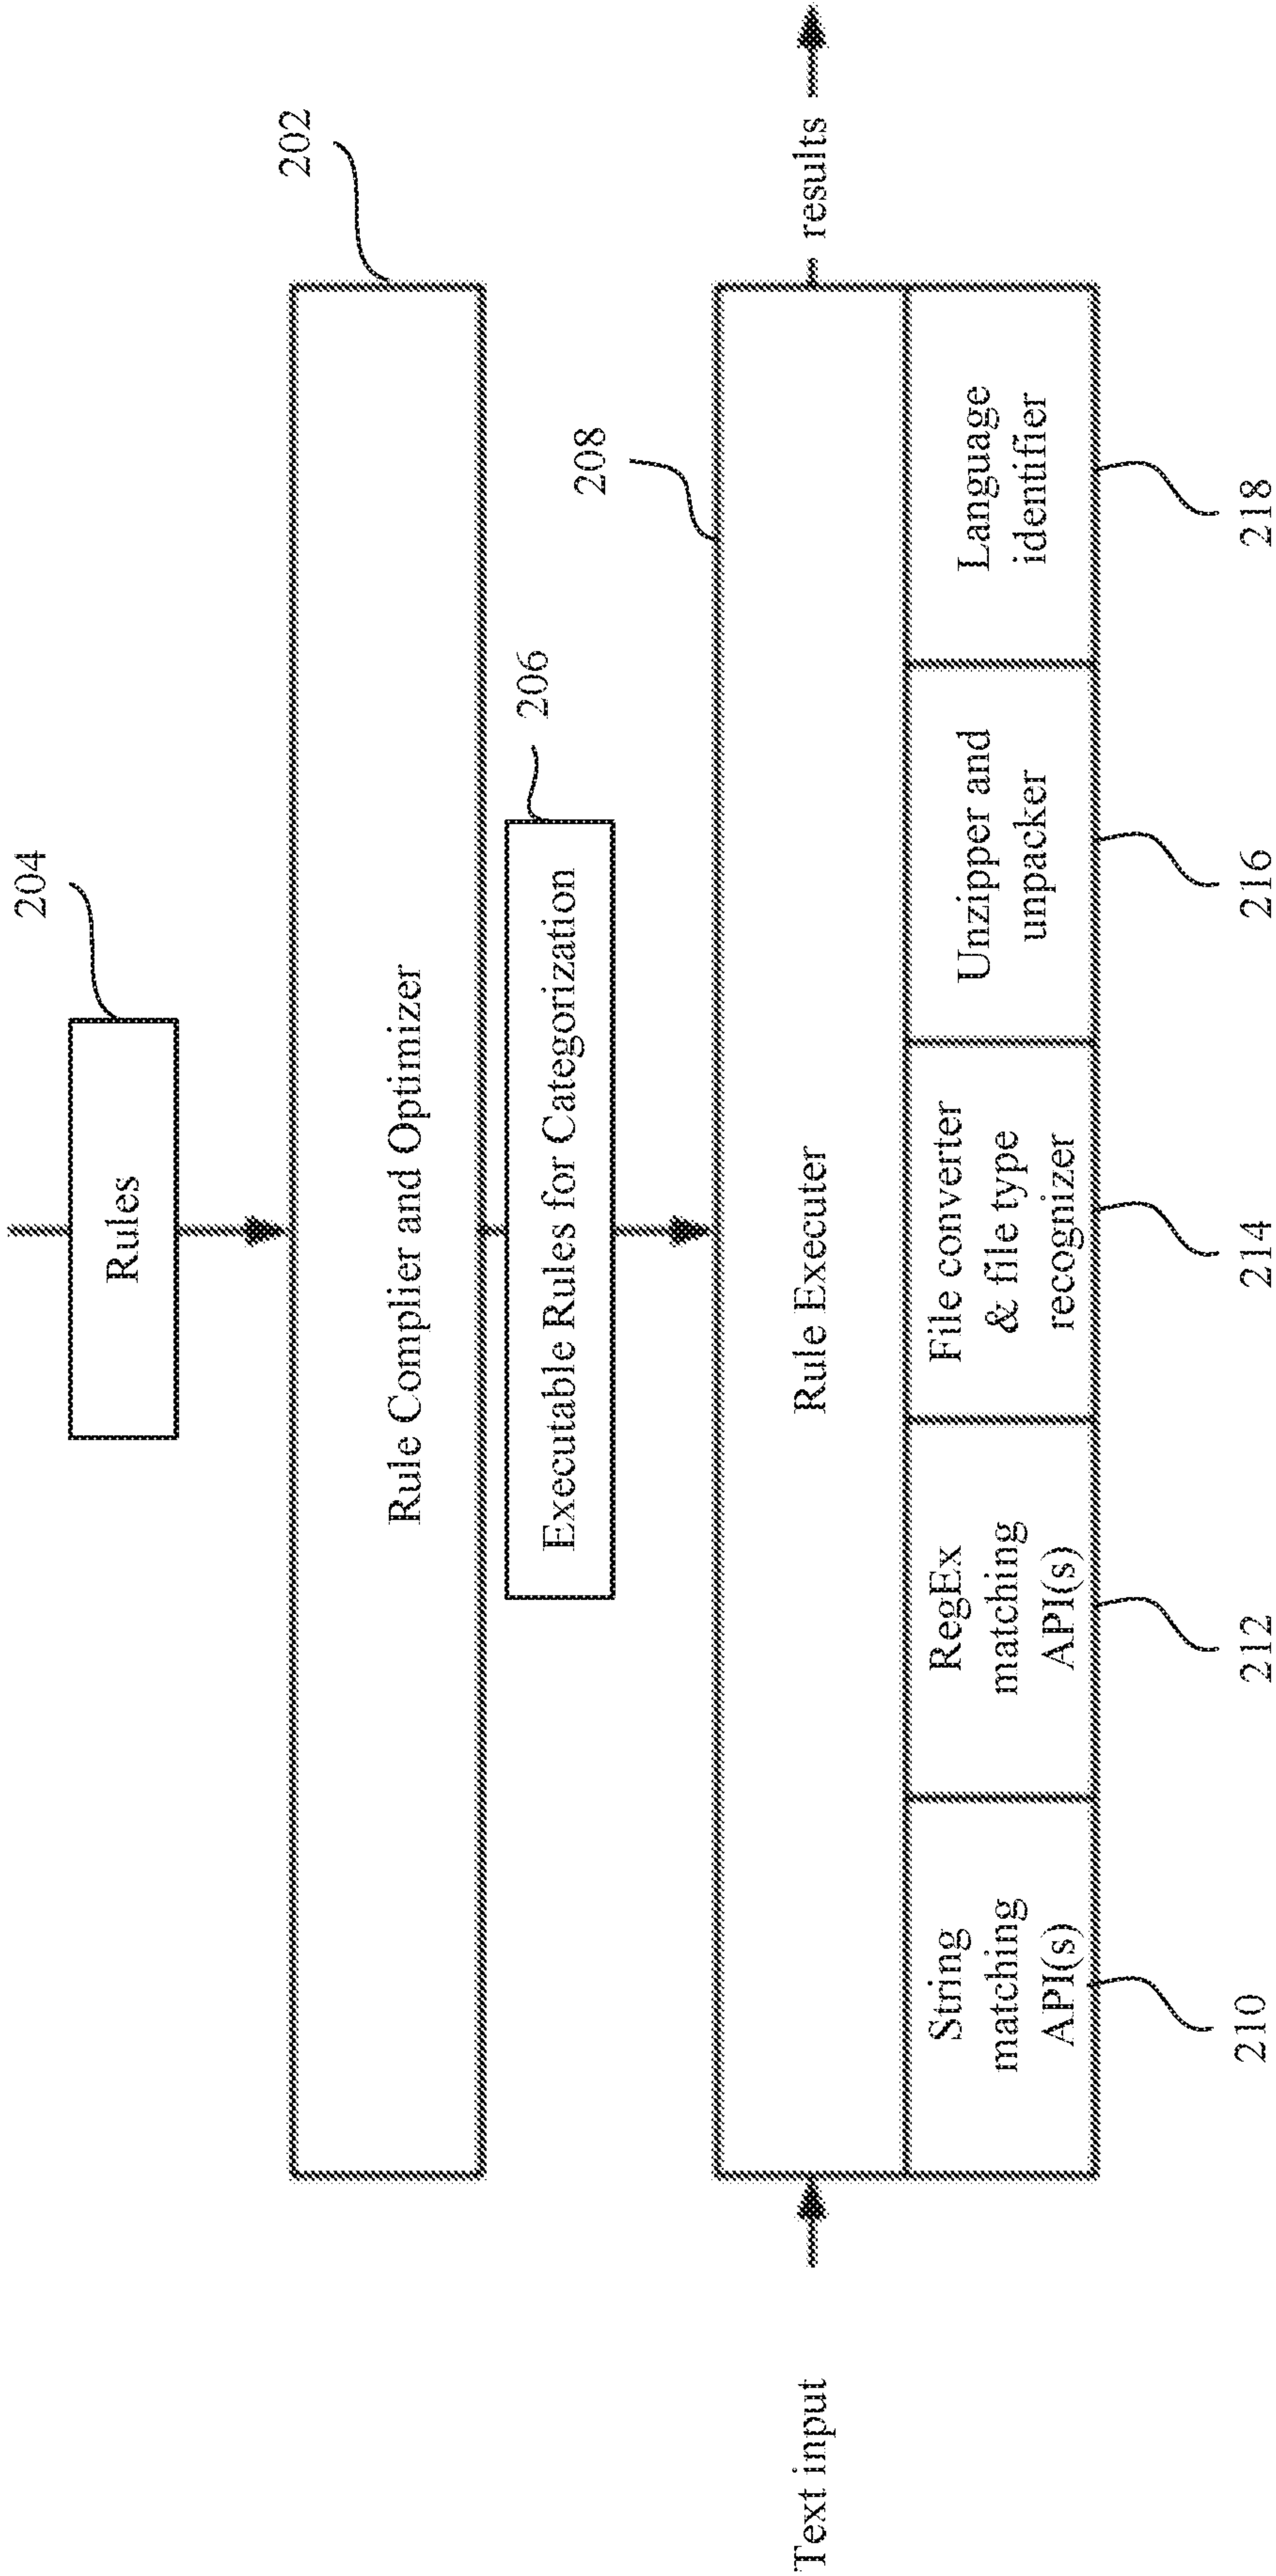 204
Rules
202
Rule Complier and Optimizer
206
Executable Rules for Categorization
208
Text input
Rule Executer
results
String
matching
API(s)
RegEx
matching
API(s)
File converter
& file type
recognizer
Unzipper and
unpacker
Language
identifier
210
212
214
216
218